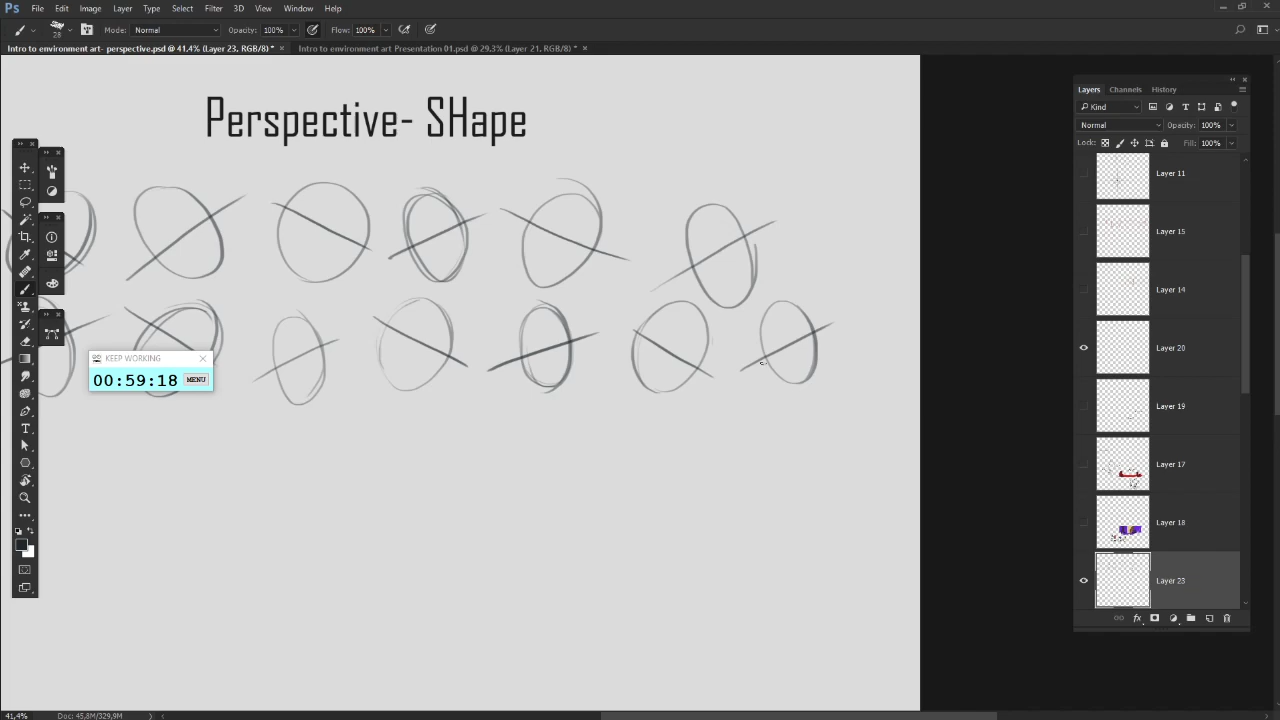 Ps File Edit Image Layer Type Select Filter 3D View Window Help
28 Mode: Normal Opacity: 100% Flow: 100%
Intro to environment art- perspective.psd @ 41,4% (Layer 23, RGB/8) * × Intro to environment art Presentation 01.psd @ 29,3% (Layer 21, RGB/8) * ×
Perspective- SHape
KEEP WORKING
00:59:18 MENU
Layers Channels History
Kind
Normal Opacity: 100%
Lock: Fill: 100%
Layer 11
Layer 15
Layer 14
Layer 20
Layer 19
Layer 17
Layer 18
Layer 23
fx
41,4% Doc: 45,8M/329,9M